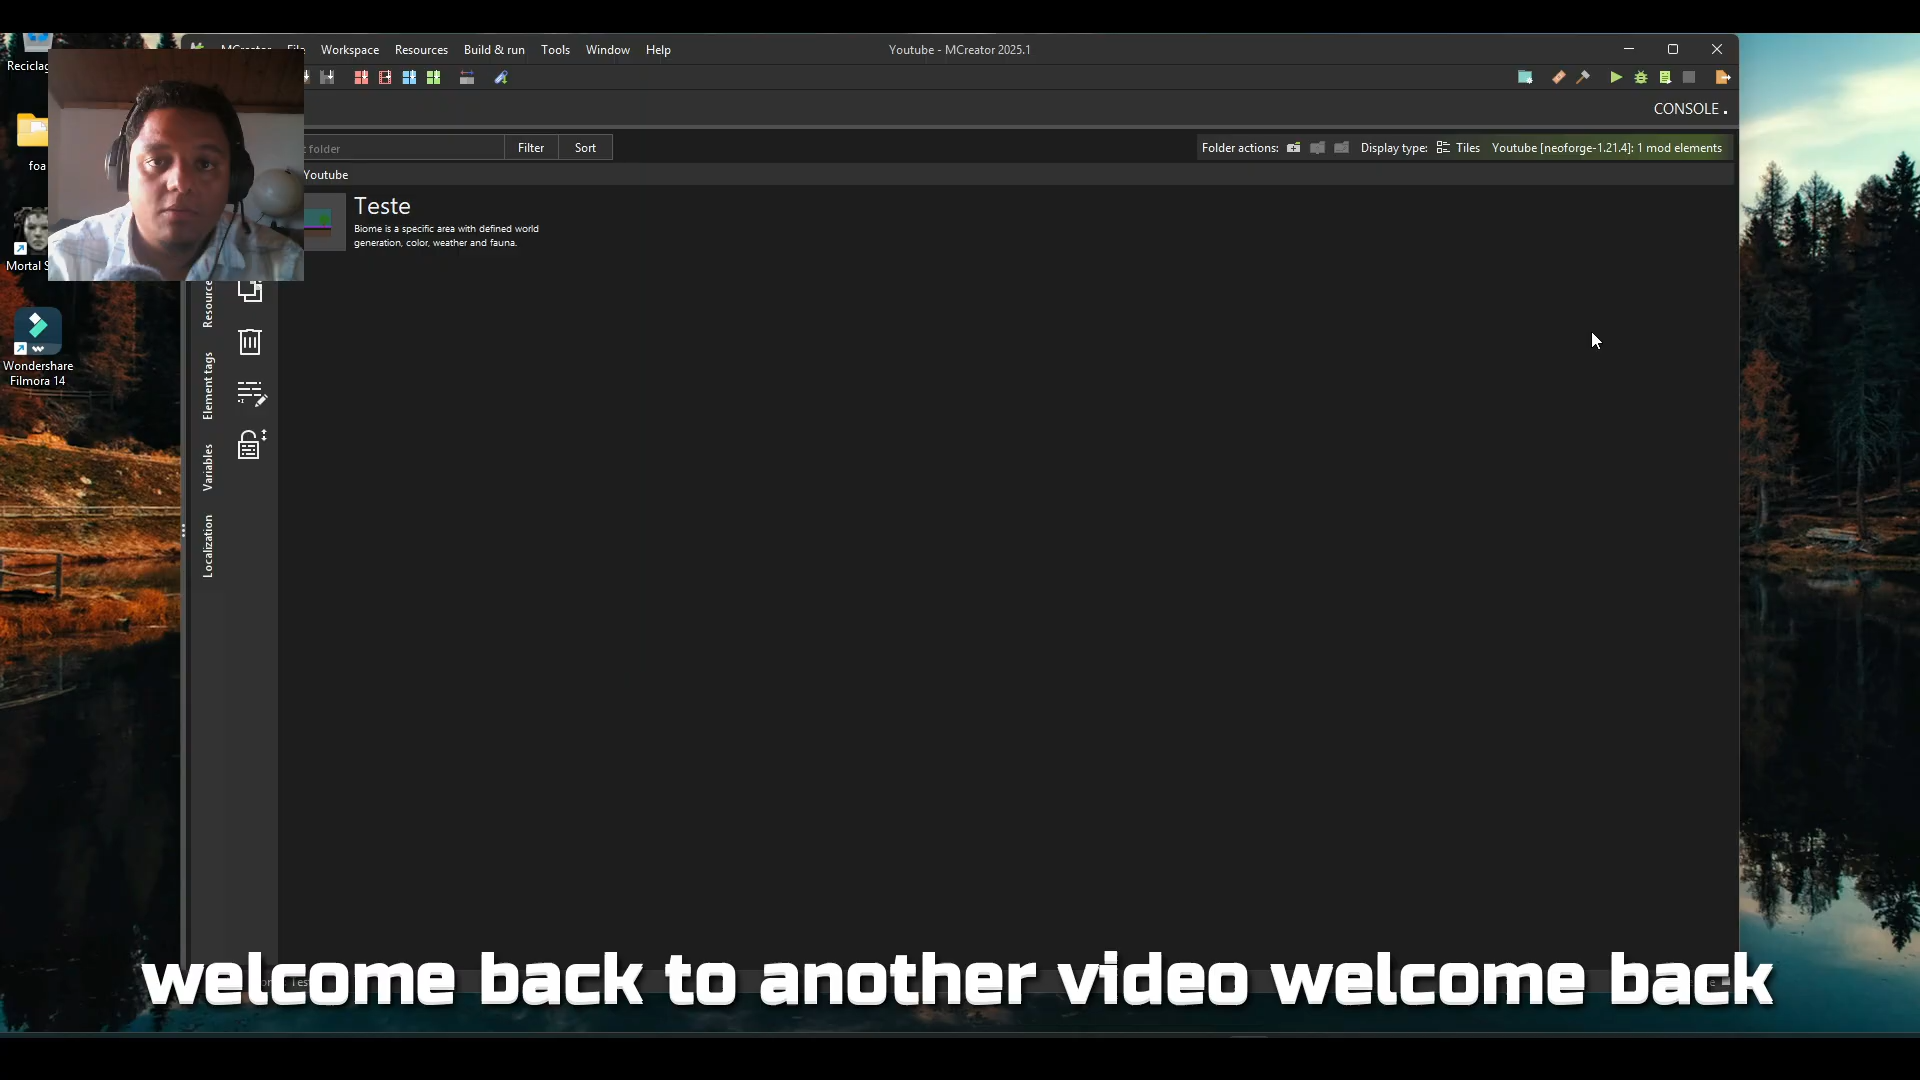 Reciclag
MCreator File Workspace Resources Build & run Tools Window Help
Youtube - MCreator 2025.1
CONSOLE
folder
Filter
Sort
Folder actions:
Display type:
Tiles
Youtube [neoforge-1.21.4]: 1 mod elements
Youtube
Teste
Biome is a specific area with defined world
generation, color, weather and fauna.
foa
Mortal S
Wondershare
Filmora 14
Resource
Element tags
Variables
Localization
welcome back to another video welcome back